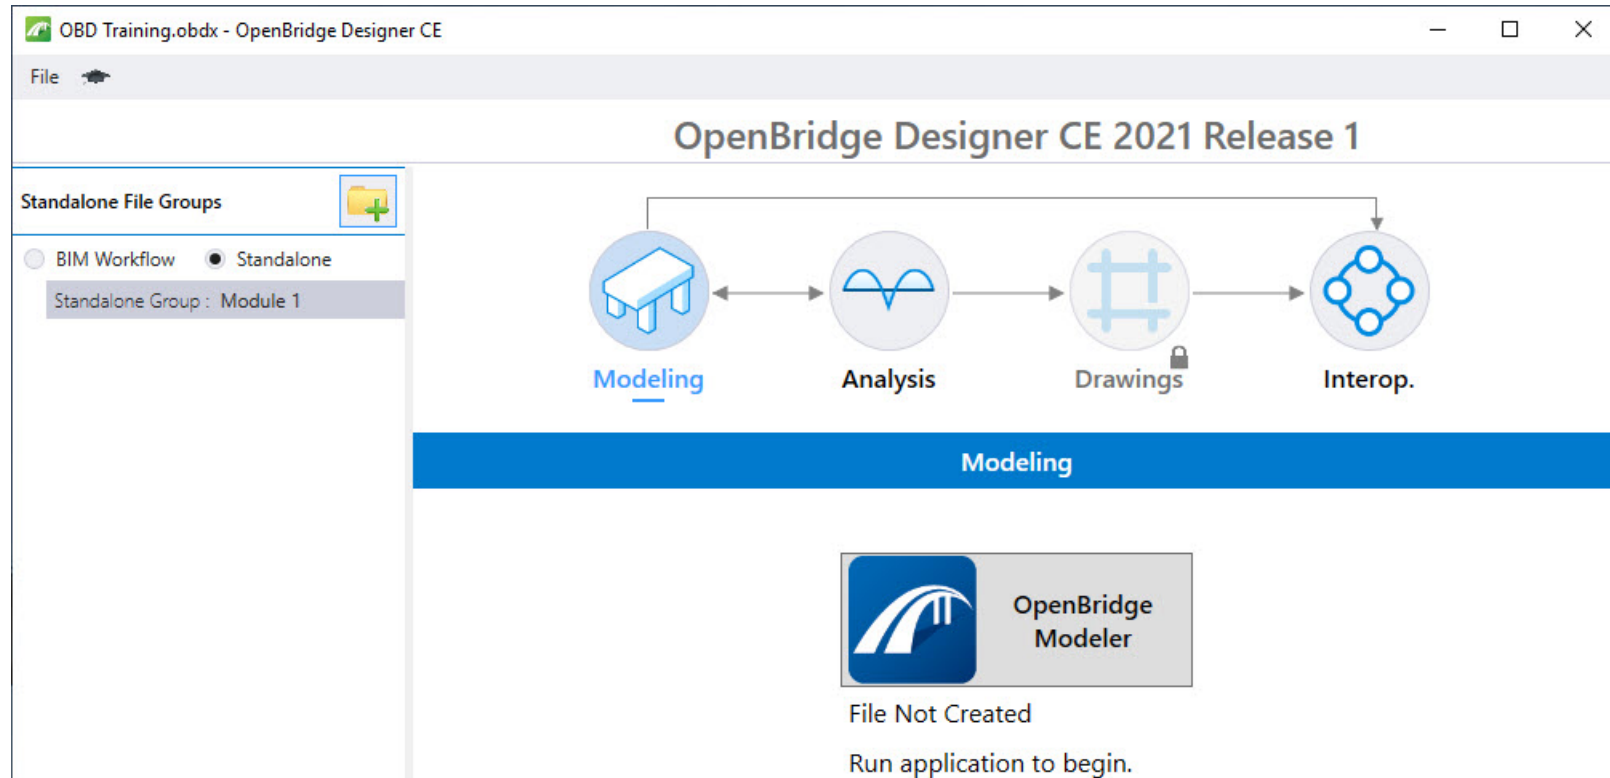 OBD Training.obdx - OpenBridge Designer CE
File
OpenBridge Designer CE 2021 Release 1
Standalone File Groups
BIM Workflow Standalone
Standalone Group : Module 1
Modeling Analysis Drawings Interop.
Modeling
OpenBridge
Modeler
File Not Created
Run application to begin.